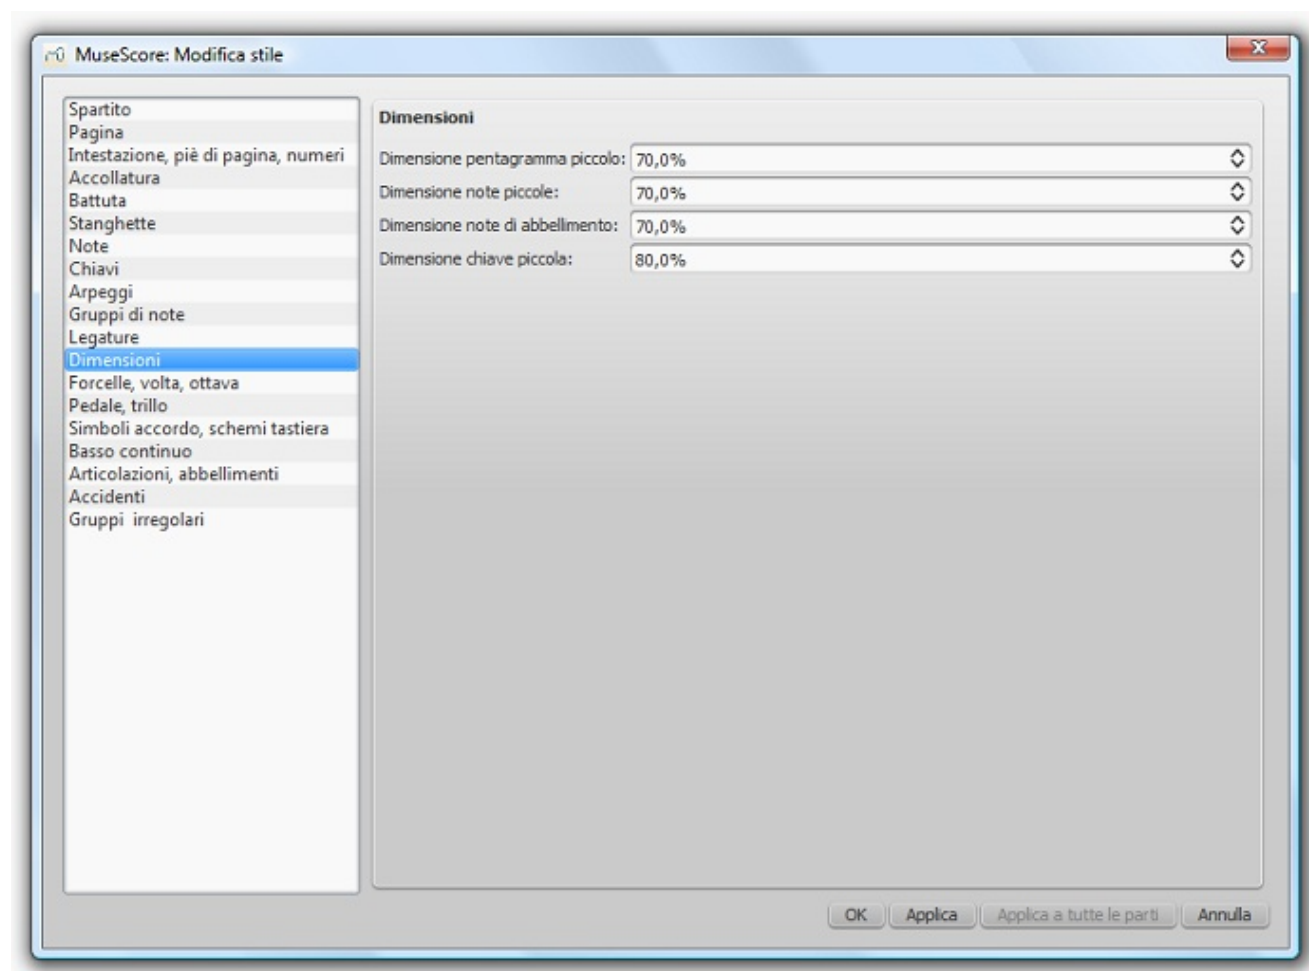 MuseScore: Modifica stile
Spartito
Pagina
Intestazione, piè di pagina, numeri
Accollatura
Battuta
Stanghette
Note
Chiavi
Arpeggi
Gruppi di note
Legature
Dimensioni
Forcelle, volta, ottava
Pedale, trillo
Simboli accordo, schemi tastiera
Basso continuo
Articolazioni, abbellimenti
Accidenti
Gruppi irregolari
Dimensioni
Dimensione pentagramma piccolo: 70,0%
Dimensione note piccole: 70,0%
Dimensione note di abbellimento: 70,0%
Dimensione chiave piccola: 80,0%
OK Applica Applica a tutte le parti Annulla